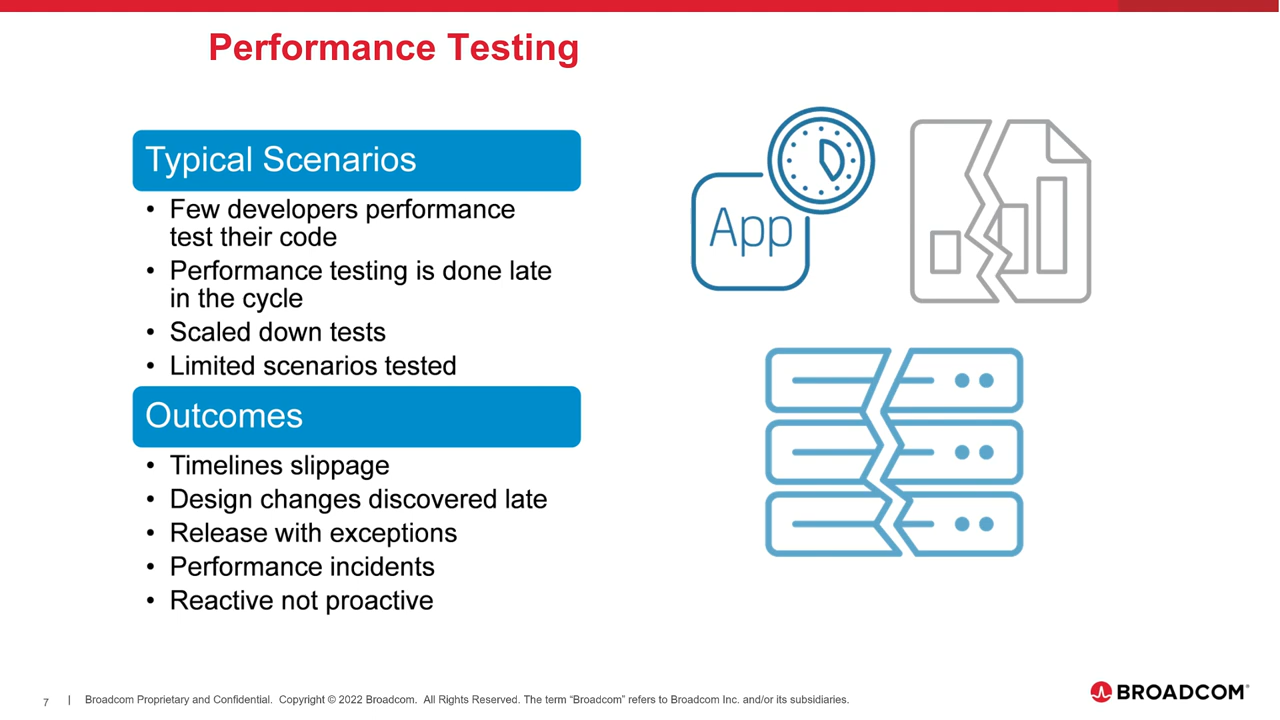 Performance Testing
Typical Scenarios
• Few developers performance
test their code
• Performance testing is done late
in the cycle
• Scaled down tests
• Limited scenarios tested
Outcomes
• Timelines slippage
• Design changes discovered late
• Release with exceptions
• Performance incidents
• Reactive not proactive
App
7 | Broadcom Proprietary and Confidential. Copyright © 2022 Broadcom. All Rights Reserved. The term “Broadcom” refers to Broadcom Inc. and/or its subsidiaries.
BROADCOM®